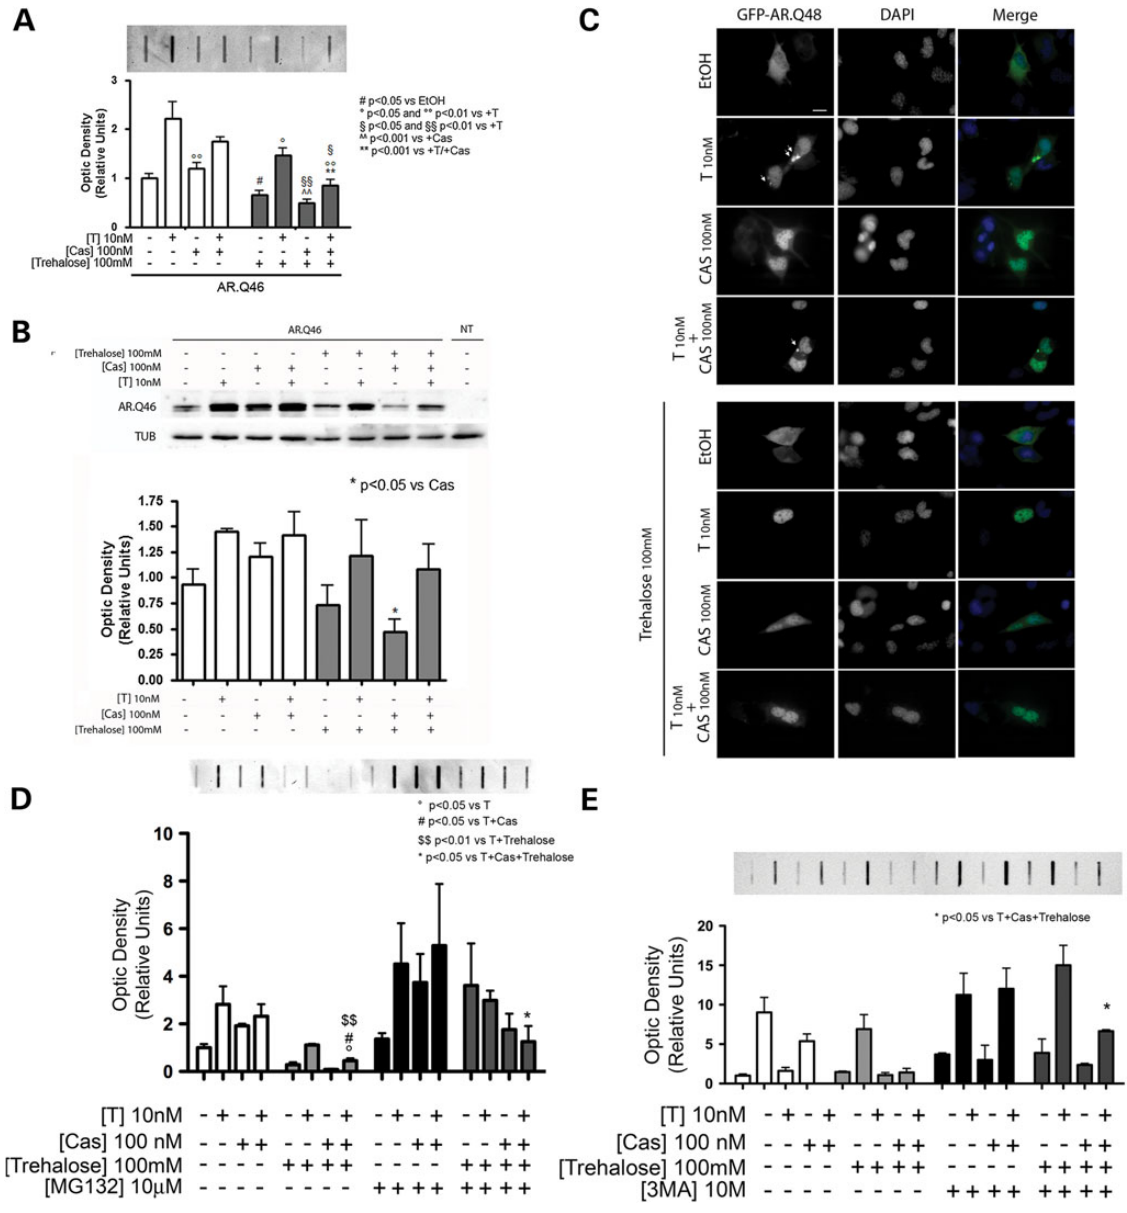 A
3
2
1
0
Optic Density
(Relative Units)
# p<0.05 vs EtOH
° p<0.05 and °° p<0.01 vs +T
§ p<0.05 and §§ p<0.01 vs +T
^^ p<0.001 vs +Cas
** p<0.001 vs +T/+Cas
°°
#
°
§§
^^
§
°°
**
[T] 10nM - + - + - + - +
[Cas] 100nM - - + + - - + +
[Trehalose] 100mM - - - - + + + +
AR.Q46
B
AR.Q46 NT
[Trehalose] 100mM - - - - + + + + -
[Cas] 100nM - - + + - - + + -
[T] 10nM - + - + - + - + -
AR.Q46
TUB
* p<0.05 vs Cas
1.75
1.50
1.25
1.00
0.75
0.50
0.25
0.00
Optic Density
(Relative Units)
*
[T] 10nM - + - + - + - +
[Cas] 100nM - - + + - - + +
[Trehalose] 100mM - - - - + + + +
C
GFP-AR.Q48 DAPI Merge
EtOH
T 10nM
CAS 100nM
T 10nM
+
CAS 100nM
Trehalose 100mM
EtOH
T 10nM
CAS 100nM
T 10nM
+
CAS 100nM
D
° p<0.05 vs T
# p<0.05 vs T+Cas
$$ p<0.01 vs T+Trehalose
* p<0.05 vs T+Cas+Trehalose
10
8
6
4
2
0
Optic Density
(Relative Units)
$$
#
°
*
[T] 10nM - + - + - + - + - + - + - + - +
[Cas] 100 nM - - + + - - + + - - + + - - + +
[Trehalose] 100mM - - - - + + + + - - - - + + + +
[MG132] 10µM - - - - - - - - + + + + + + + +
E
* p<0.05 vs T+Cas+Trehalose
20
15
10
5
0
Optic Density
(Relative Units)
*
[T] 10nM - - + - + - + - + - + - + - + - +
[Cas] 100 nM
[Trehalose] 100mM
[3MA] 10M